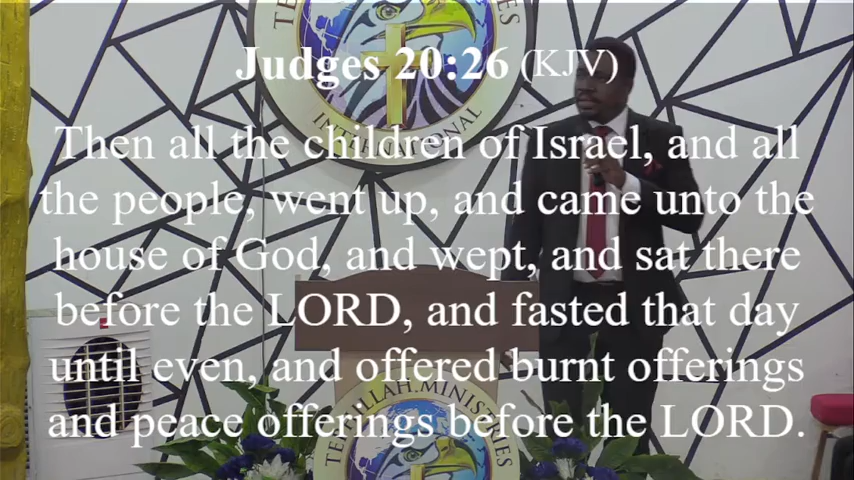 Judges 20:26 (KJV)
Then all the children of Israel, and all
the people, went up, and came unto the
house of God, and wept, and sat there
before the LORD, and fasted that day
until even, and offered burnt offerings
and peace offerings before the LORD.
INTERNATIONAL
MINISTRIES